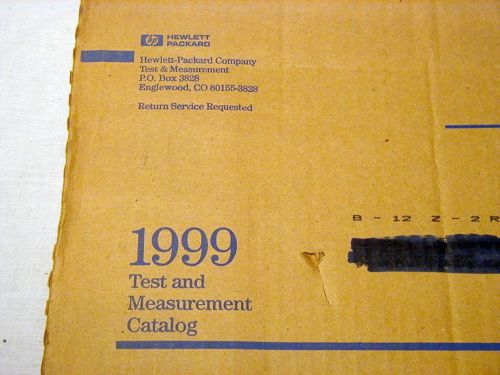 hp HEWLETT
PACKARD
Hewlett-Packard Company
Test & Measurement
P.O. Box 3828
Englewood, CO 80155-3828
Return Service Requested
B - 12 Z - 2 R
1999
Test and
Measurement
Catalog